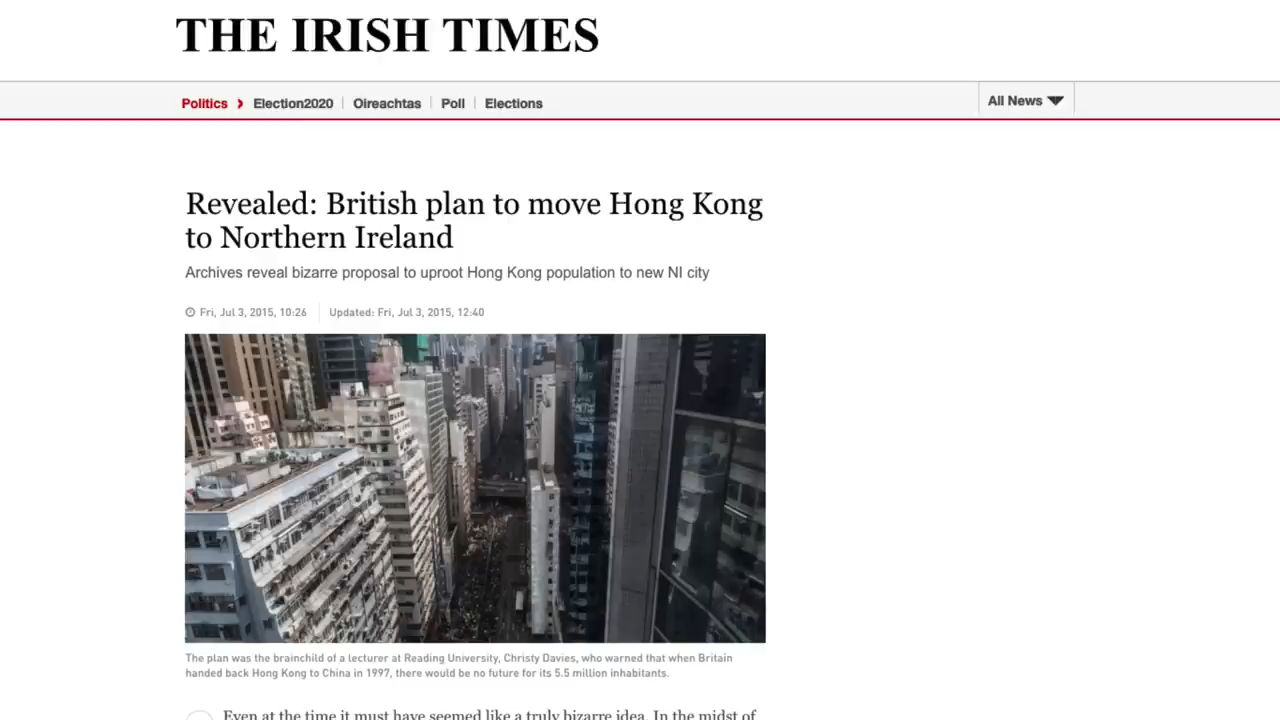 THE IRISH TIMES
Politics Election2020 Oireachtas Poll Elections All News
Revealed: British plan to move Hong Kong
to Northern Ireland
Archives reveal bizarre proposal to uproot Hong Kong population to new NI city
Fri, Jul 3, 2015, 10:26 Updated: Fri, Jul 3, 2015, 12:40
The plan was the brainchild of a lecturer at Reading University, Christy Davies, who warned that when Britain
handed back Hong Kong to China in 1997, there would be no future for its 5.5 million inhabitants.
Even at the time it must have seemed like a truly bizarre idea. In the midst of